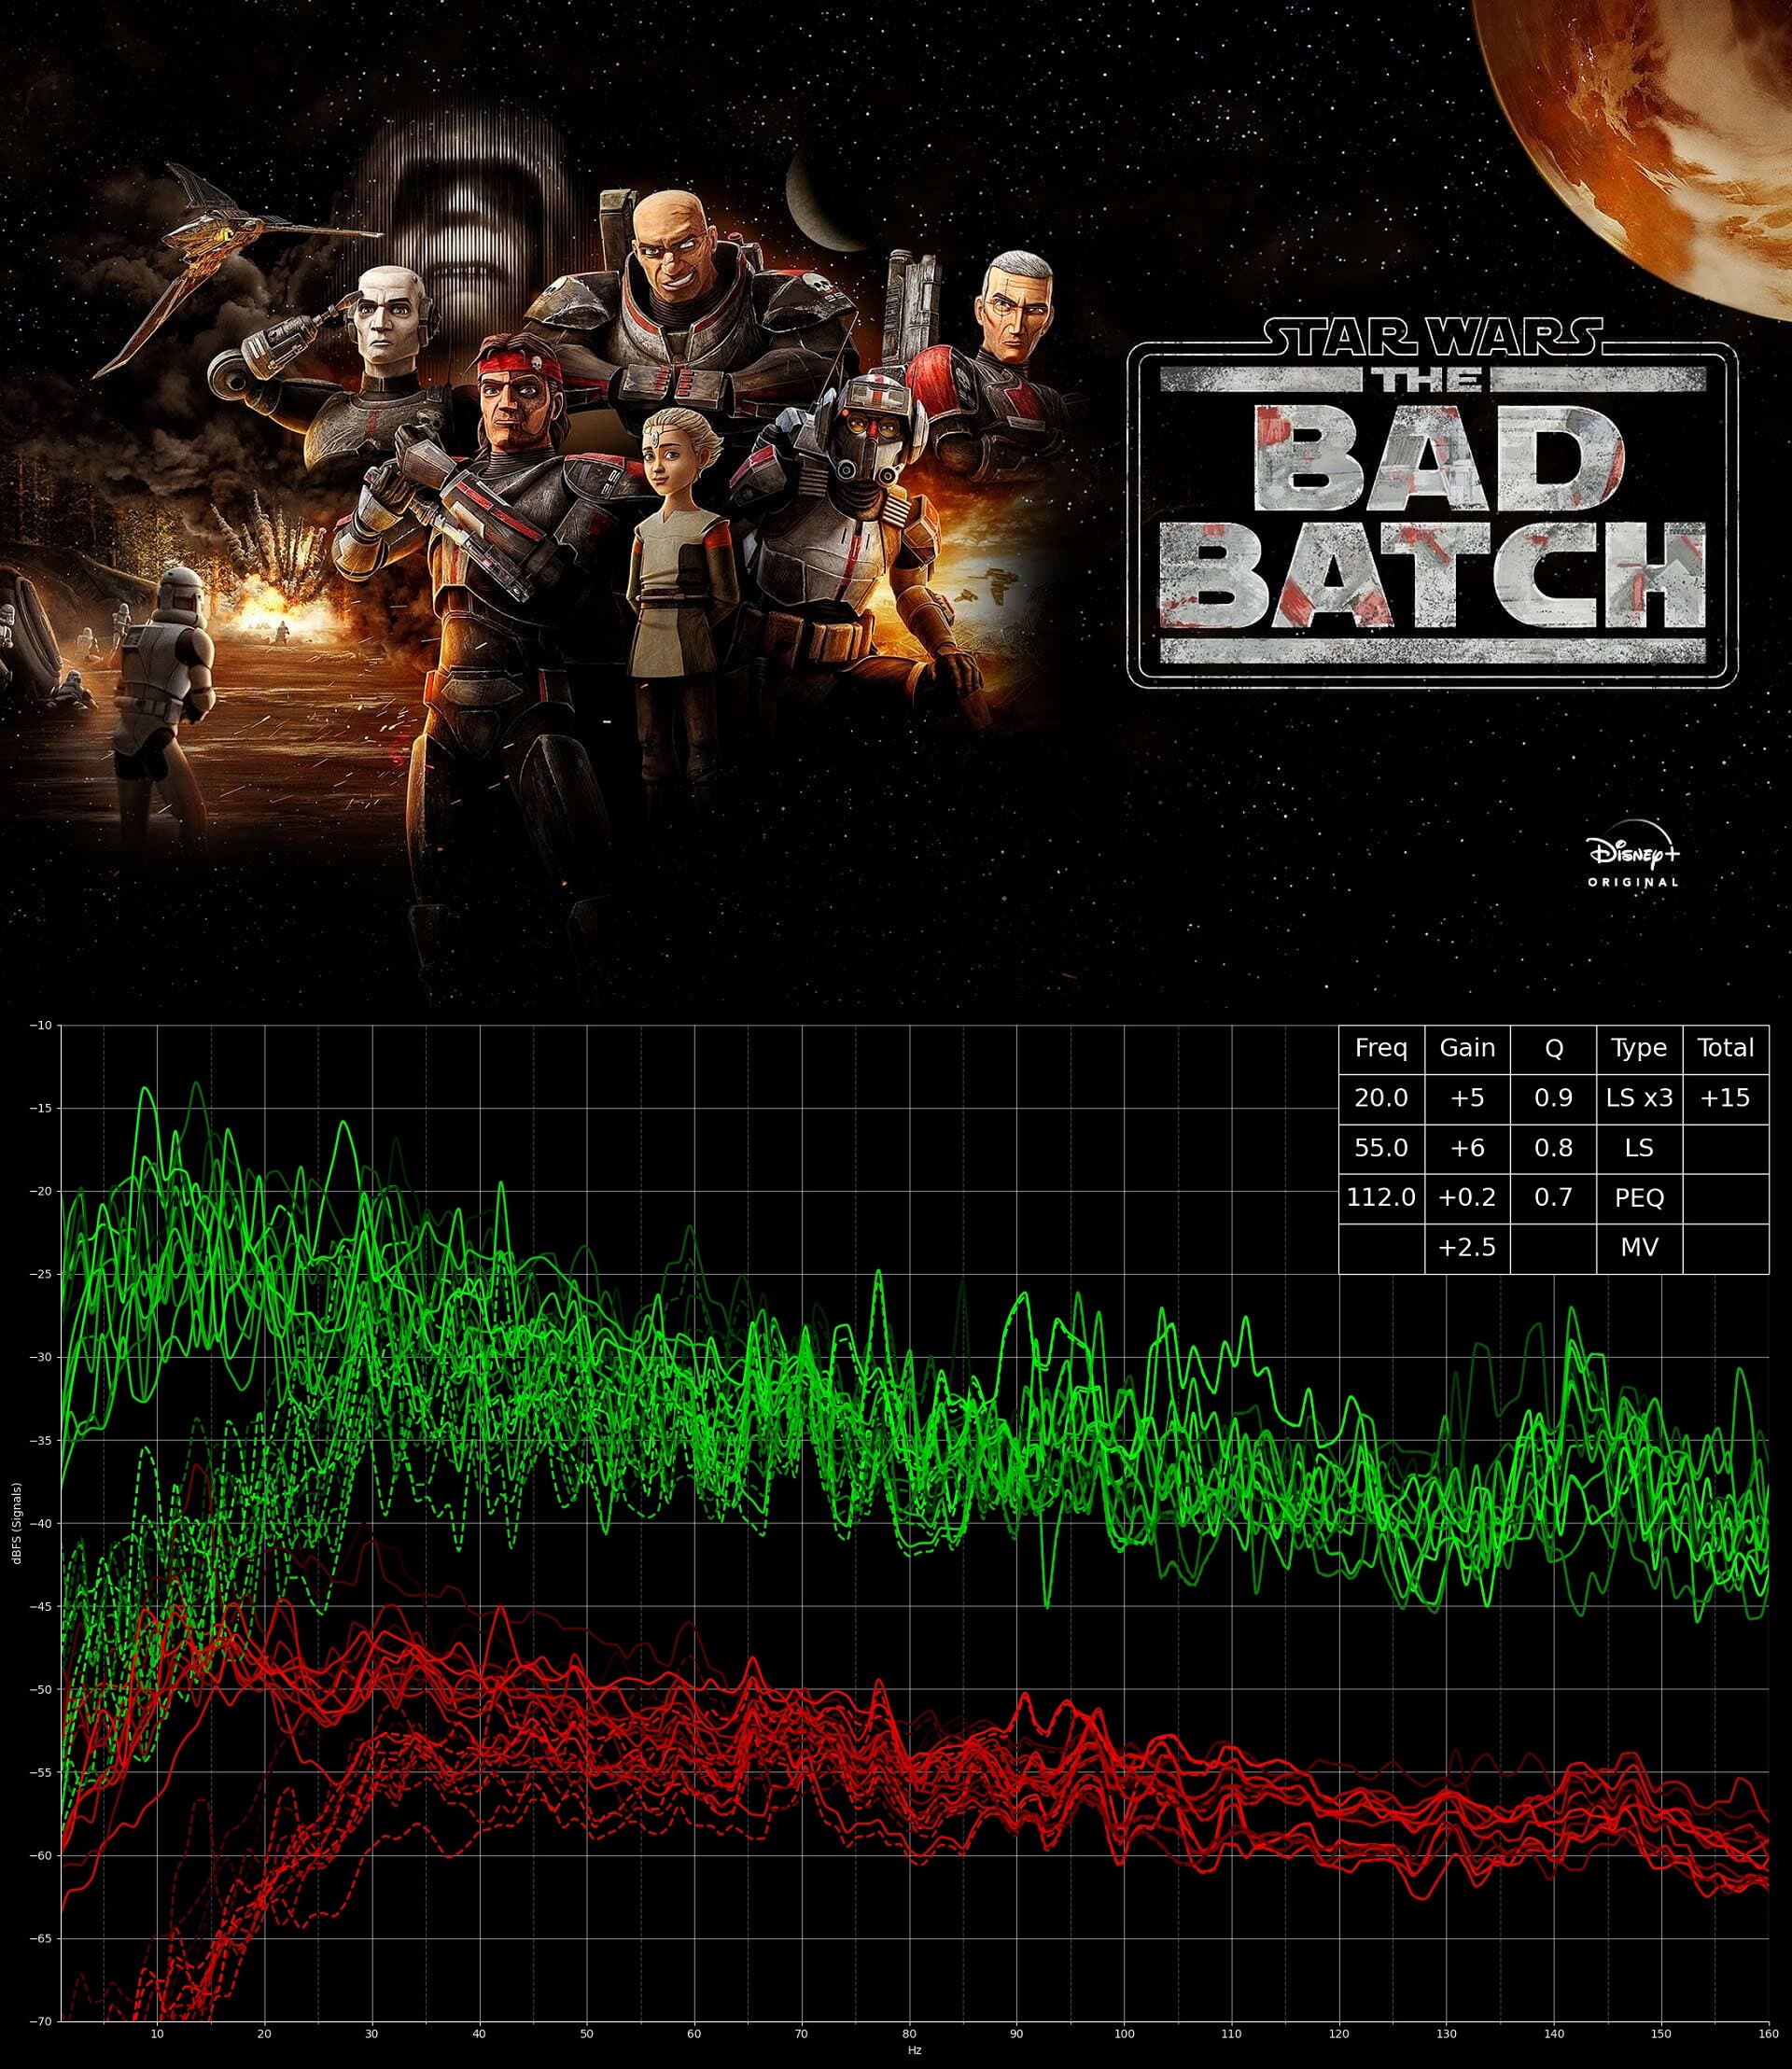 STAR WARS
THE
BAD
BATCH
DISNEY+
ORIGINAL
Freq Gain Q Type Total
20.0 +5 0.9 LS x3 +15
55.0 +6 0.8 LS
112.0 +0.2 0.7 PEQ
+2.5 MV
−10
−15
−20
−25
−30
−35
−40
−45
−50
−55
−60
−65
−70
dBFS (Signals)
10 20 30 40 50 60 70 80 90 100 110 120 130 140 150 160
Hz